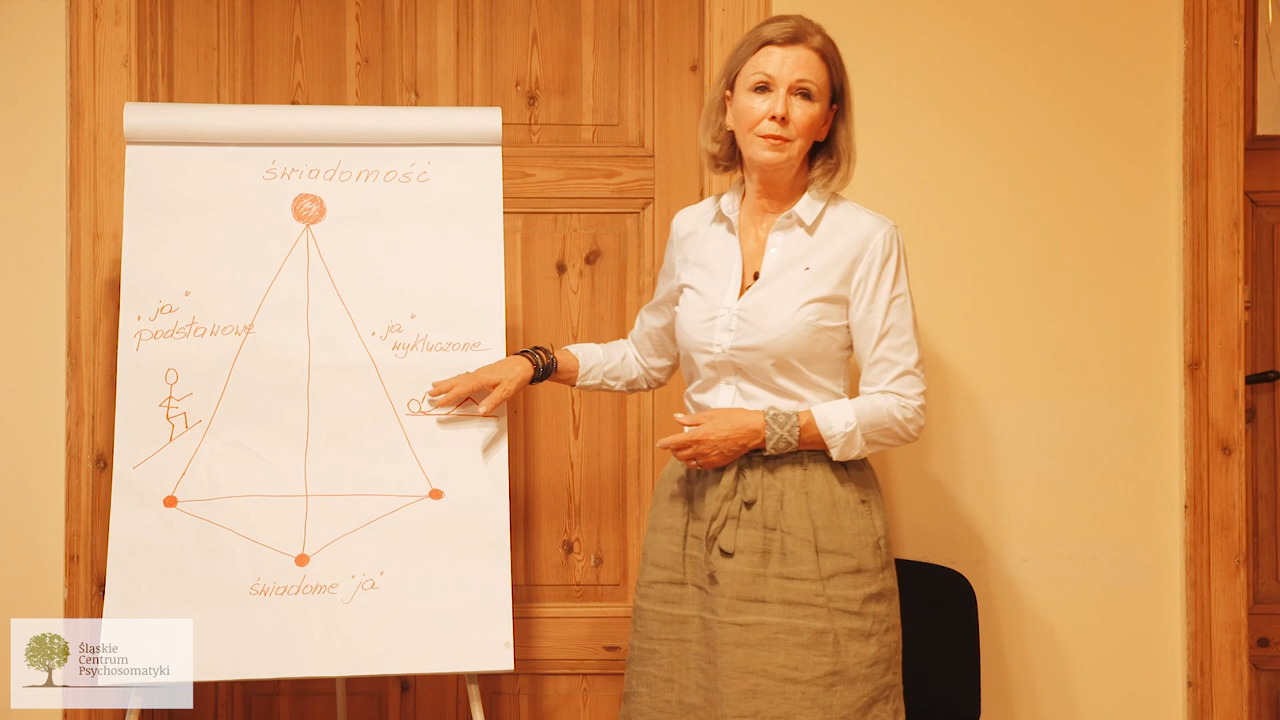 świadomość
"ja"
podstawowe
"ja"
wykluczone
świadome "ja"
Śląskie
Centrum
Psychosomatyki